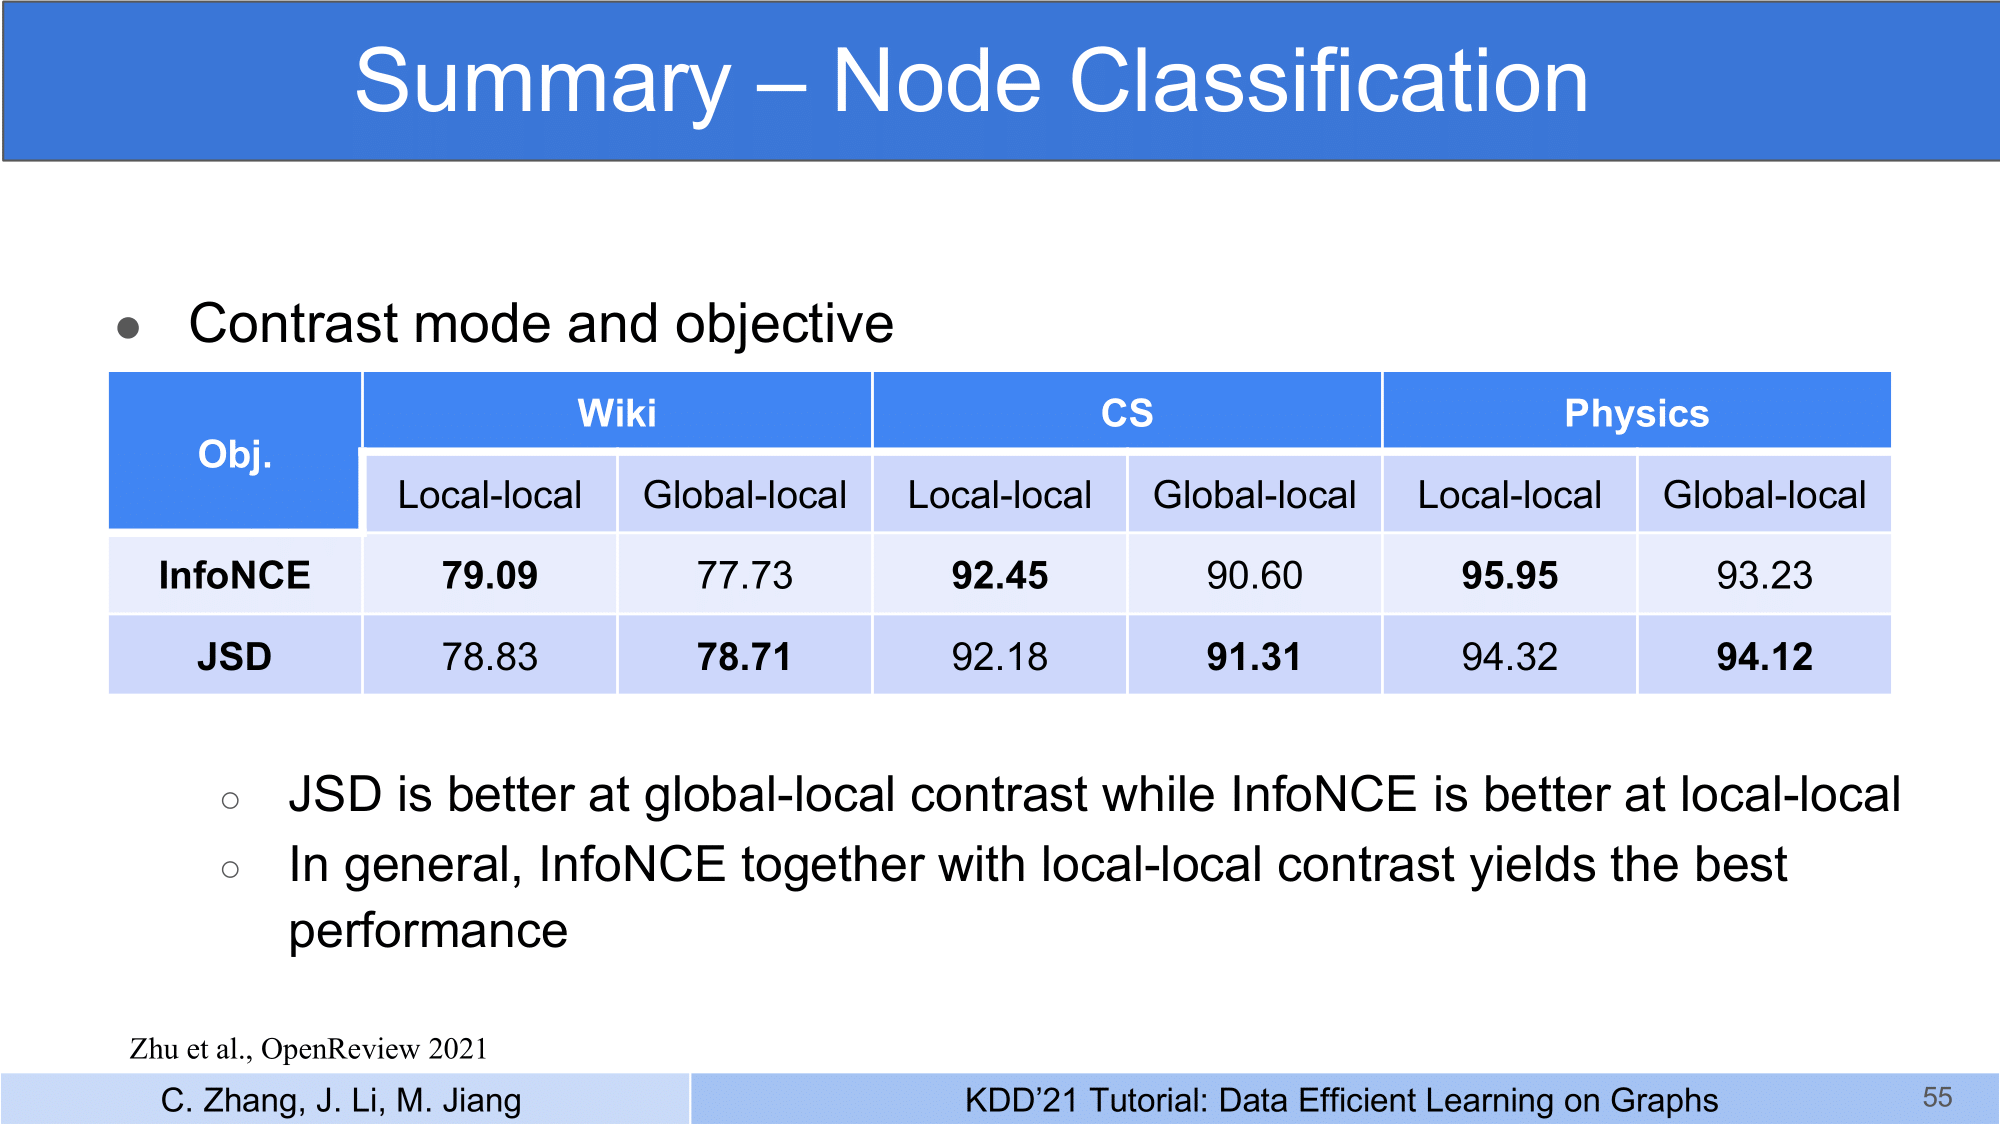 Summary – Node Classification
● Contrast mode and objective
Obj. Wiki CS Physics
Local-local Global-local Local-local Global-local Local-local Global-local
InfoNCE 79.09 77.73 92.45 90.60 95.95 93.23
JSD 78.83 78.71 92.18 91.31 94.32 94.12
○ JSD is better at global-local contrast while InfoNCE is better at local-local
○ In general, InfoNCE together with local-local contrast yields the best
performance
Zhu et al., OpenReview 2021
C. Zhang, J. Li, M. Jiang KDD’21 Tutorial: Data Efficient Learning on Graphs 55